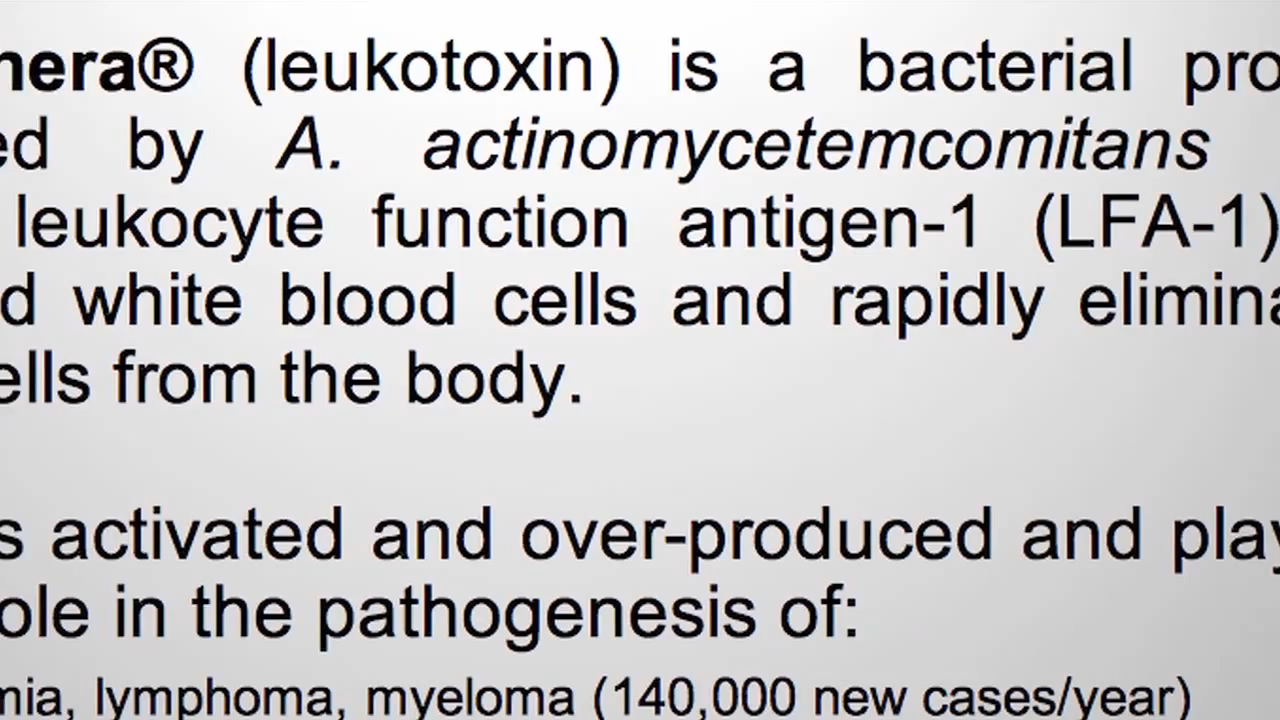 nera® (leukotoxin) is a bacterial pro
ed by A. actinomycetemcomitans
leukocyte function antigen-1 (LFA-1)
d white blood cells and rapidly elimina
ells from the body.
s activated and over-produced and play
ole in the pathogenesis of:
mia, lymphoma, myeloma (140,000 new cases/year)